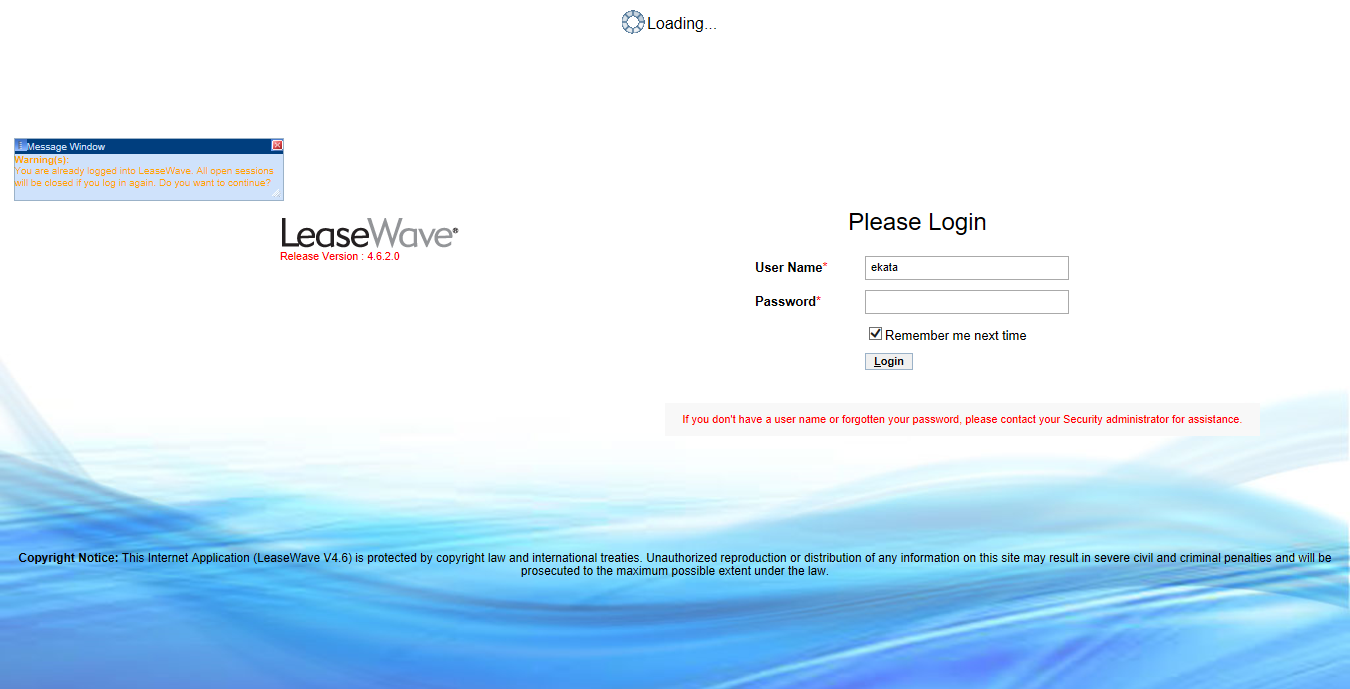 Loading...
Message Window
Warning(s):
You are already logged into LeaseWave. All open sessions
will be closed if you log in again. Do you want to continue?
LeaseWave®
Release Version : 4.6.2.0
Please Login
User Name*
ekata
Password*
Remember me next time
Login
If you don't have a user name or forgotten your password, please contact your Security administrator for assistance.
Copyright Notice: This Internet Application (LeaseWave V4.6) is protected by copyright law and international treaties. Unauthorized reproduction or distribution of any information on this site may result in severe civil and criminal penalties and will be
prosecuted to the maximum possible extent under the law.